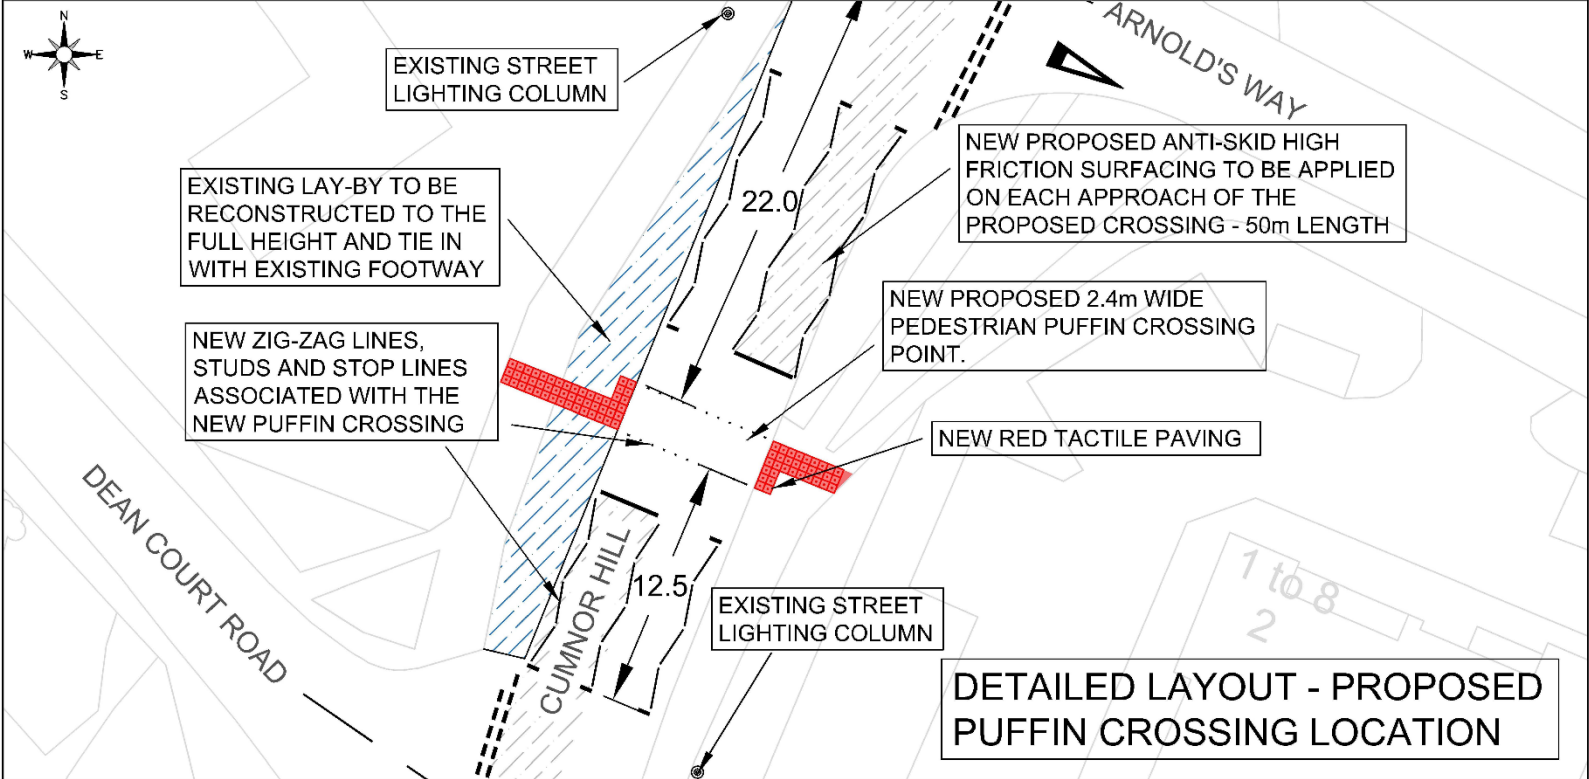 N
W E
S
EXISTING STREET
LIGHTING COLUMN
ARNOLD'S WAY
NEW PROPOSED ANTI-SKID HIGH
FRICTION SURFACING TO BE APPLIED
ON EACH APPROACH OF THE
PROPOSED CROSSING - 50m LENGTH
EXISTING LAY-BY TO BE
RECONSTRUCTED TO THE
FULL HEIGHT AND TIE IN
WITH EXISTING FOOTWAY
22.0
NEW PROPOSED 2.4m WIDE
PEDESTRIAN PUFFIN CROSSING
POINT.
NEW ZIG-ZAG LINES,
STUDS AND STOP LINES
ASSOCIATED WITH THE
NEW PUFFIN CROSSING
NEW RED TACTILE PAVING
DEAN COURT ROAD
CUMNOR HILL
12.5
EXISTING STREET
LIGHTING COLUMN
1 to 8
2
DETAILED LAYOUT - PROPOSED
PUFFIN CROSSING LOCATION